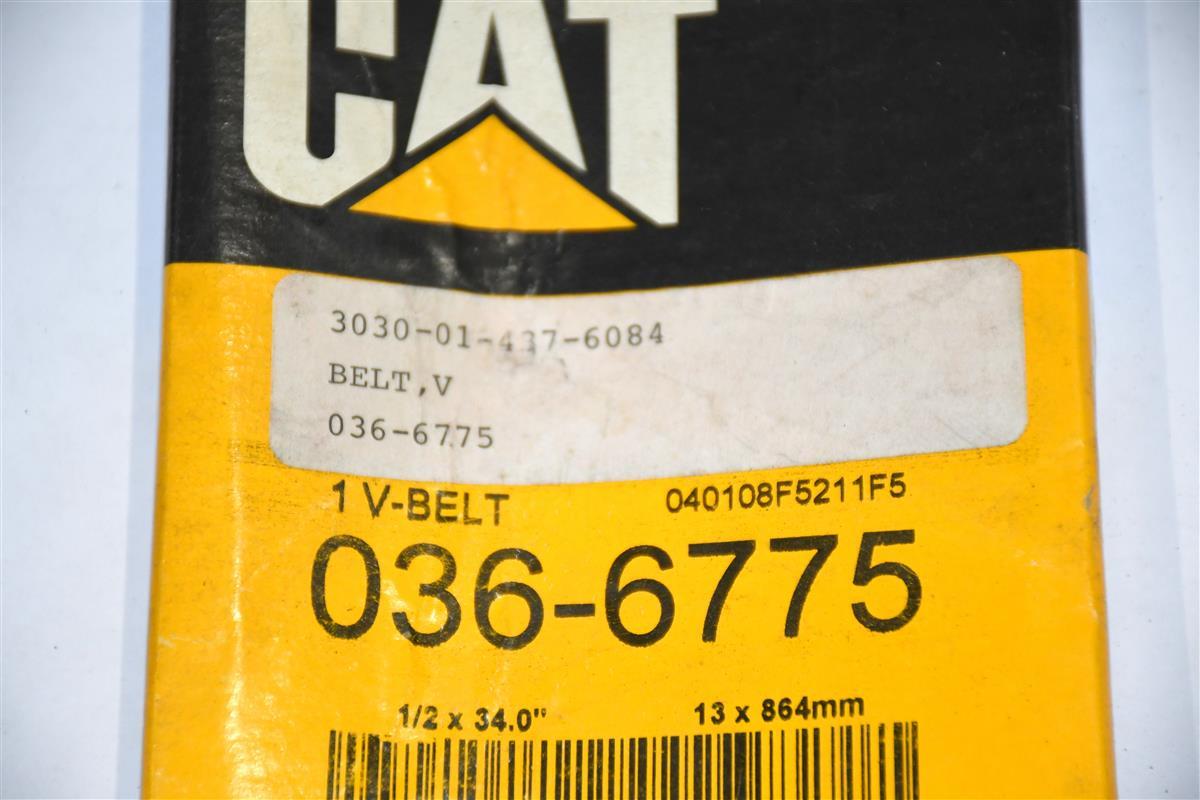 CAT
3030-01-437-6084
BELT,V
036-6775
1 V-BELT 040108F5211F5
036-6775
1/2 x 34.0" 13 x 864mm